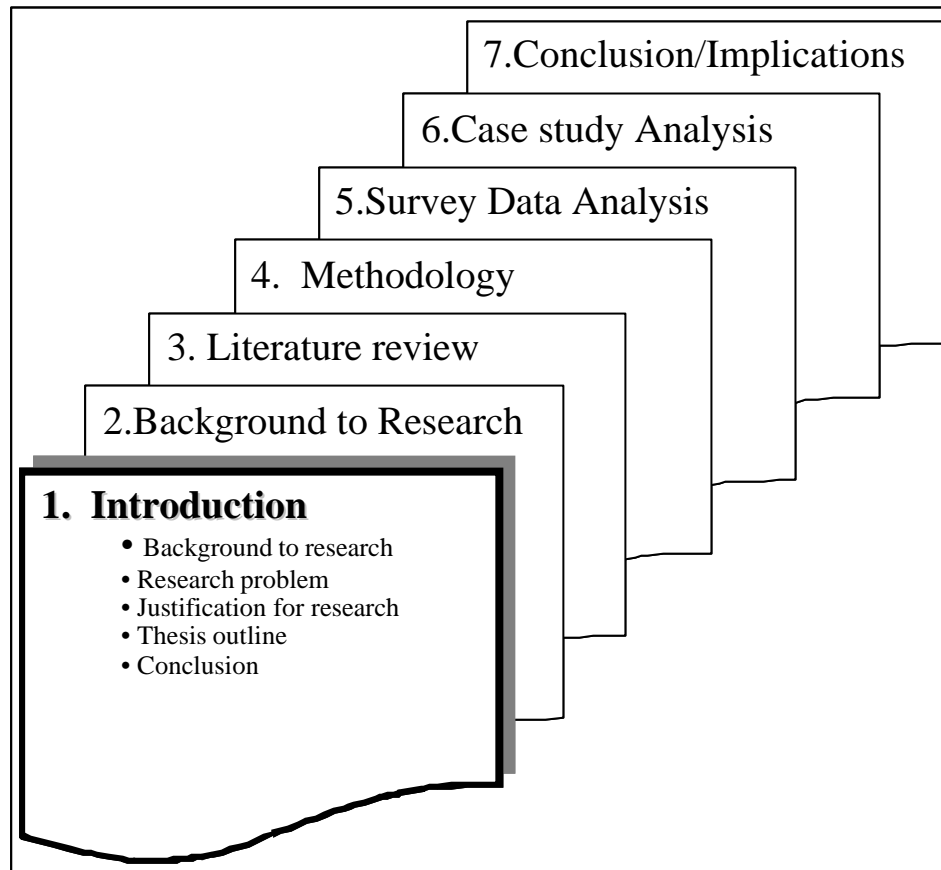 7.Conclusion/Implications
6.Case study Analysis
5.Survey Data Analysis
4. Methodology
3. Literature review
2.Background to Research
1. Introduction
• Background to research
• Research problem
• Justification for research
• Thesis outline
• Conclusion